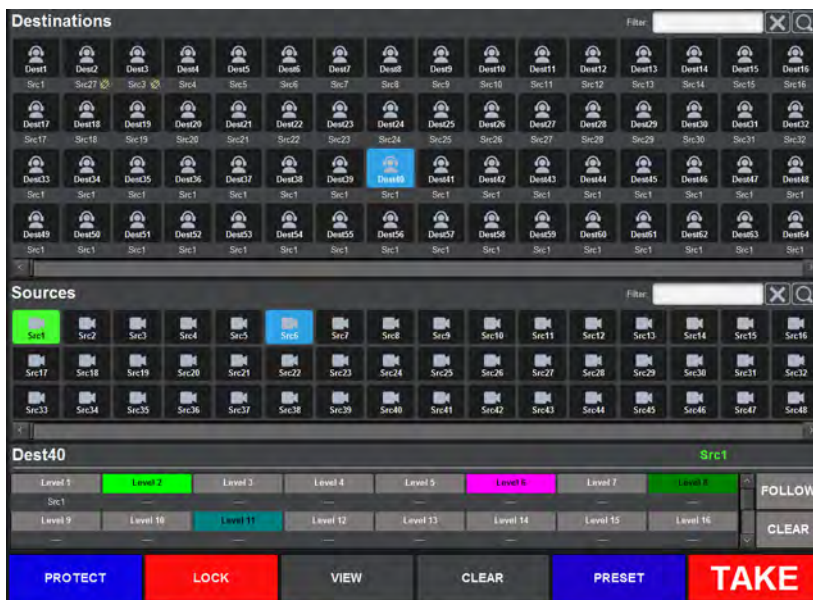 Destinations Filter:
Dest1 Dest2 Dest3 Dest4 Dest5 Dest6 Dest7 Dest8 Dest9 Dest10 Dest11 Dest12 Dest13 Dest14 Dest15 Dest16
Src1 Src27 Src3 Src4 Src5 Src6 Src7 Src8 Src9 Src10 Src11 Src12 Src13 Src14 Src15 Src16
Dest17 Dest18 Dest19 Dest20 Dest21 Dest22 Dest23 Dest24 Dest25 Dest26 Dest27 Dest28 Dest29 Dest30 Dest31 Dest32
Src17 Src18 Src19 Src20 Src21 Src22 Src23 Src24 Src25 Src26 Src27 Src28 Src29 Src30 Src31 Src32
Dest33 Dest34 Dest35 Dest36 Dest37 Dest38 Dest39 Dest40 Dest41 Dest42 Dest43 Dest44 Dest45 Dest46 Dest47 Dest48
Src1 Src1 Src1 Src1 Src1 Src1 Src1 Src1 Src1 Src1 Src1 Src1 Src1 Src1 Src1 Src1
Dest49 Dest50 Dest51 Dest52 Dest53 Dest54 Dest55 Dest56 Dest57 Dest58 Dest59 Dest60 Dest61 Dest62 Dest63 Dest64
Src1 Src1 Src1 Src1 Src1 Src1 Src1 Src1 Src1 Src1 Src1 Src1 Src1 Src1 Src1 Src1
Sources Filter:
Src1 Src2 Src3 Src4 Src5 Src6 Src7 Src8 Src9 Src10 Src11 Src12 Src13 Src14 Src15 Src16
Src17 Src18 Src19 Src20 Src21 Src22 Src23 Src24 Src25 Src26 Src27 Src28 Src29 Src30 Src31 Src32
Src33 Src34 Src35 Src36 Src37 Src38 Src39 Src40 Src41 Src42 Src43 Src44 Src45 Src46 Src47 Src48
Dest40 Src1
Level 1 Level 2 Level 3 Level 4 Level 5 Level 6 Level 7 Level 8
Src1 — — — — — — —
FOLLOW
Level 9 Level 10 Level 11 Level 12 Level 13 Level 14 Level 15 Level 16
— — — — — — — —
CLEAR
PROTECT LOCK VIEW CLEAR PRESET TAKE